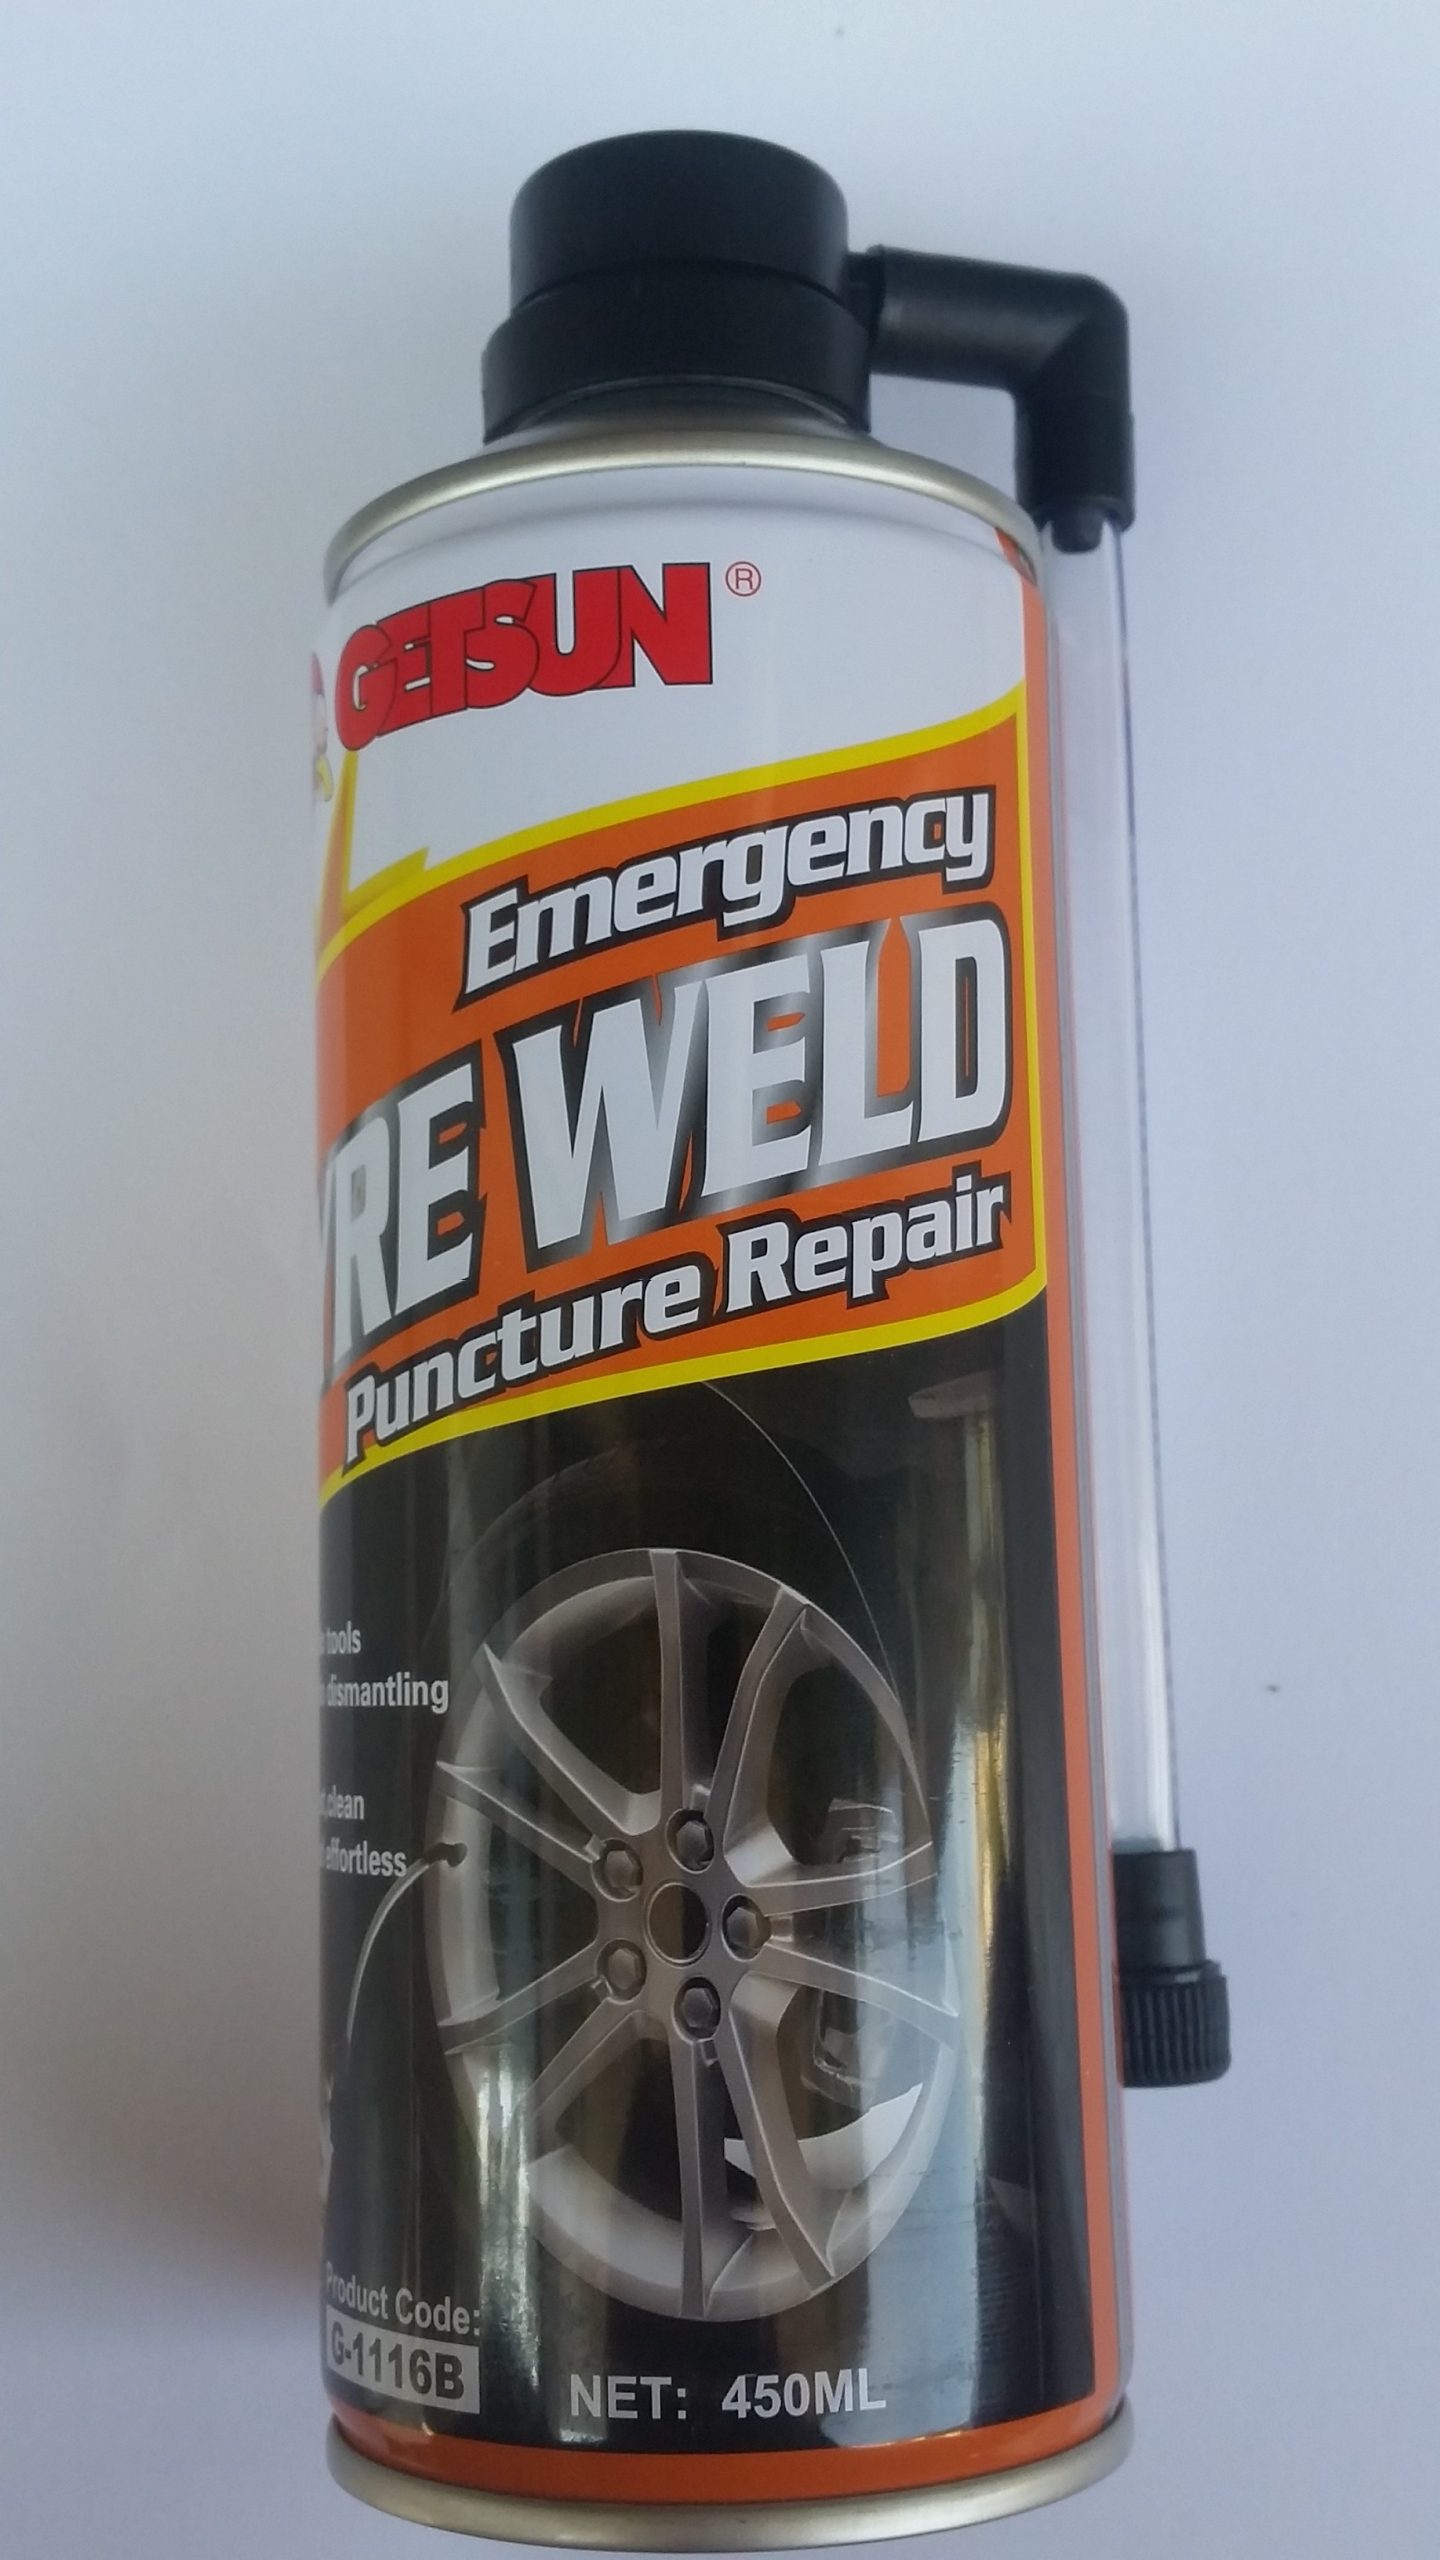 GETSUN®
Emergency
YRE WELD
Puncture Repair
tools
dismantling
clean
effortless
Product Code:
G-1116B
NET: 450ML